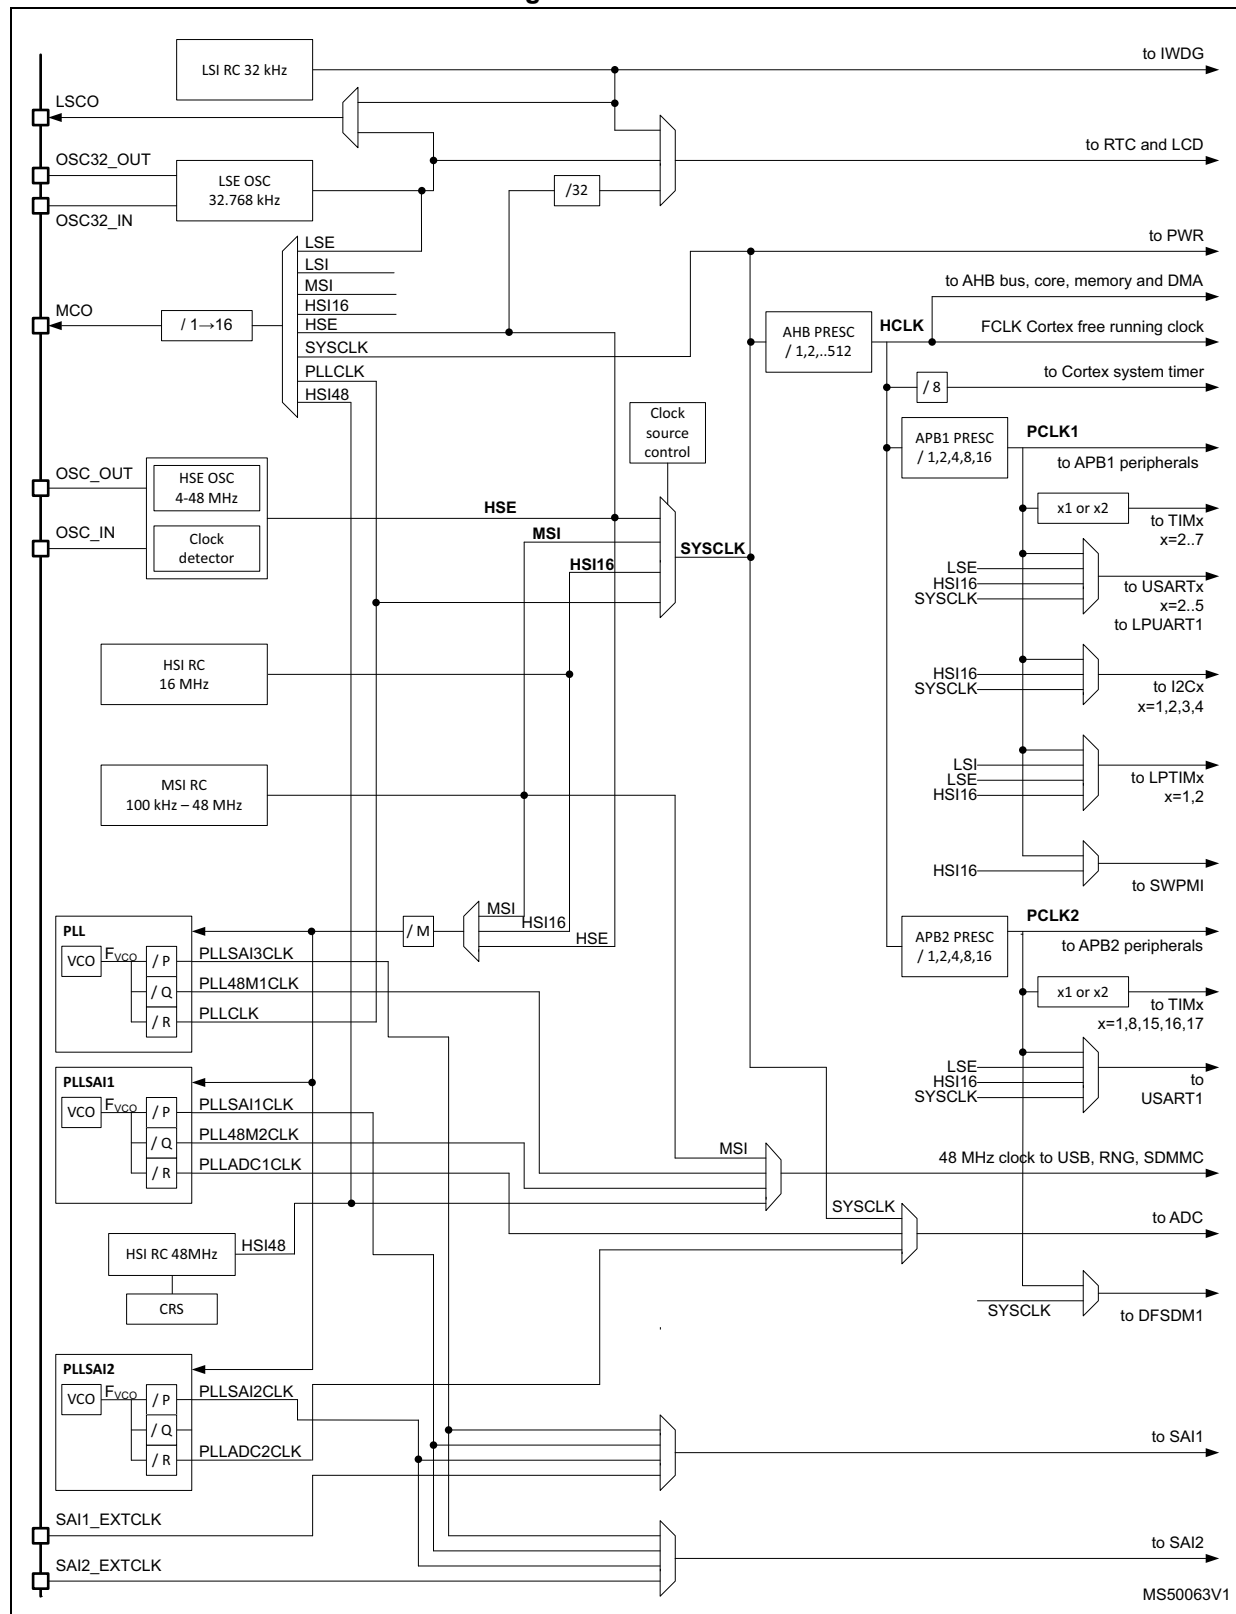 g
LSI RC 32 kHz
to IWDG
LSCO
OSC32_OUT
to RTC and LCD
LSE OSC
32.768 kHz
/32
OSC32_IN
LSE
to PWR
LSI
MSI
to AHB bus, core, memory and DMA
HSI16
MCO
/ 1→16
HSE
AHB PRESC
/ 1,2,..512
HCLK
FCLK Cortex free running clock
SYSCLK
PLLCLK
to Cortex system timer
/ 8
HSI48
Clock
source
control
APB1 PRESC
/ 1,2,4,8,16
PCLK1
to APB1 peripherals
OSC_OUT
HSE OSC
4-48 MHz
HSE
x1 or x2
to TIMx
x=2..7
OSC_IN
Clock
detector
MSI
SYSCLK
HSI16
LSE
HSI16
SYSCLK
to USARTx
x=2..5
to LPUART1
HSI RC
16 MHz
HSI16
SYSCLK
to I2Cx
x=1,2,3,4
MSI RC
100 kHz – 48 MHz
LSI
LSE
HSI16
to LPTIMx
x=1,2
HSI16
to SWPMI
MSI
HSI16
HSE
/ M
PLL
VCO
FVCO
/ P
/ Q
/ R
PLLSAI3CLK
PLL48M1CLK
PLLCLK
APB2 PRESC
/ 1,2,4,8,16
PCLK2
to APB2 peripherals
x1 or x2
to TIMx
x=1,8,15,16,17
PLLSAI1
VCO
FVCO
/ P
/ Q
/ R
PLLSAI1CLK
PLL48M2CLK
PLLADC1CLK
LSE
HSI16
SYSCLK
to
USART1
MSI
48 MHz clock to USB, RNG, SDMMC
SYSCLK
to ADC
HSI RC 48MHz
HSI48
CRS
SYSCLK
to DFSDM1
PLLSAI2
VCO
FVCO
/ P
/ Q
/ R
PLLSAI2CLK
PLLADC2CLK
to SAI1
SAI1_EXTCLK
to SAI2
SAI2_EXTCLK
MS50063V1